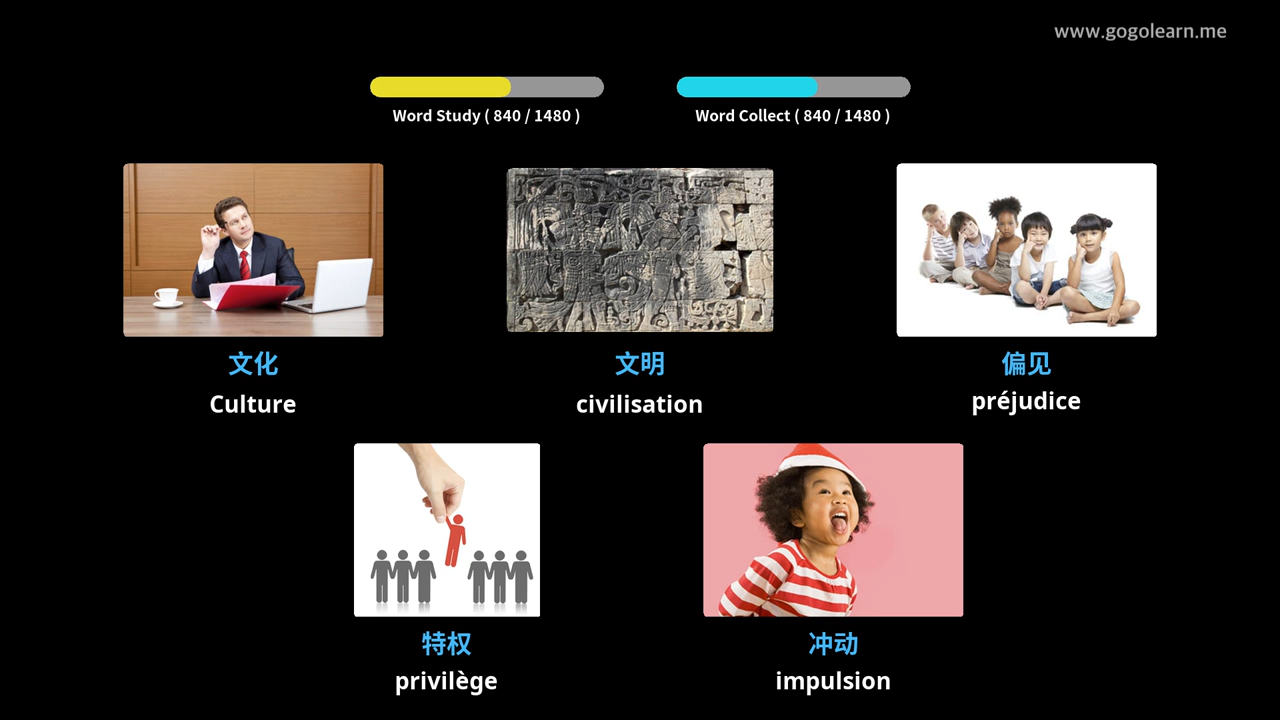 www.gogolearn.me
Word Study ( 840 / 1480 )
Word Collect ( 840 / 1480 )
文化
Culture
文明
civilisation
偏见
préjudice
特权
privilège
冲动
impulsion